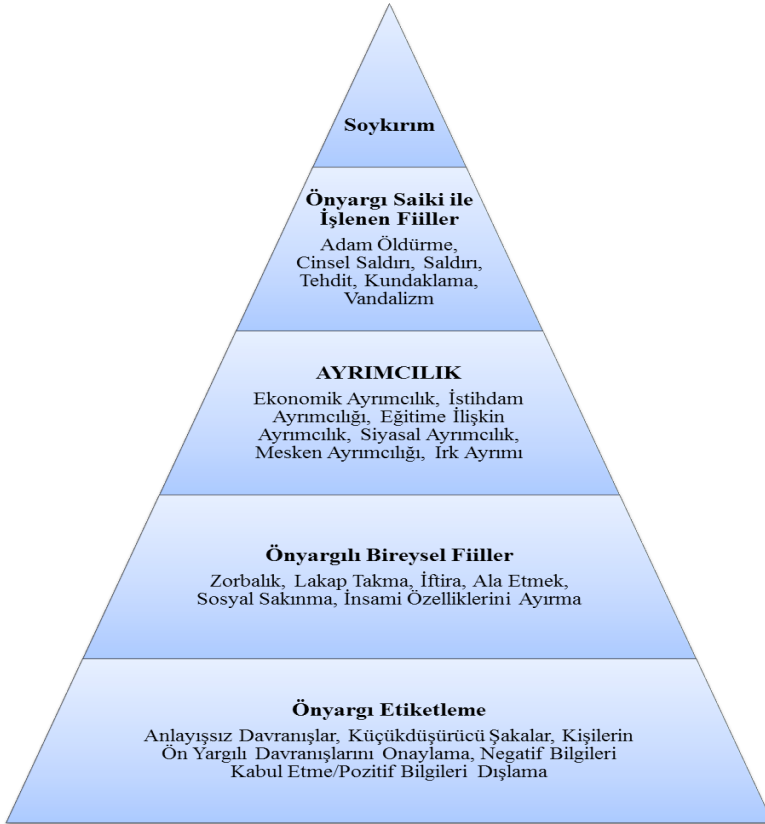 Soykırım
Önyargı Saiki ile
İşlenen Fiiller
Adam Öldürme,
Cinsel Saldırı, Saldırı,
Tehdit, Kundaklama,
Vandalizm
AYRIMCILIK
Ekonomik Ayrımcılık, İstihdam
Ayrımcılığı, Eğitime İlişkin
Ayrımcılık, Siyasal Ayrımcılık,
Mesken Ayrımcılığı, Irk Ayrımı
Önyargılı Bireysel Fiiller
Zorbalık, Lakap Takma, İftira, Ala Etmek,
Sosyal Sakınma, İnsami Özelliklerini Ayırma
Önyargı Etiketleme
Anlayışsız Davranışlar, Küçükdüşürücü Şakalar, Kişilerin
Ön Yargılı Davranışlarını Onaylama, Negatif Bilgileri
Kabul Etme/Pozitif Bilgileri Dışlama